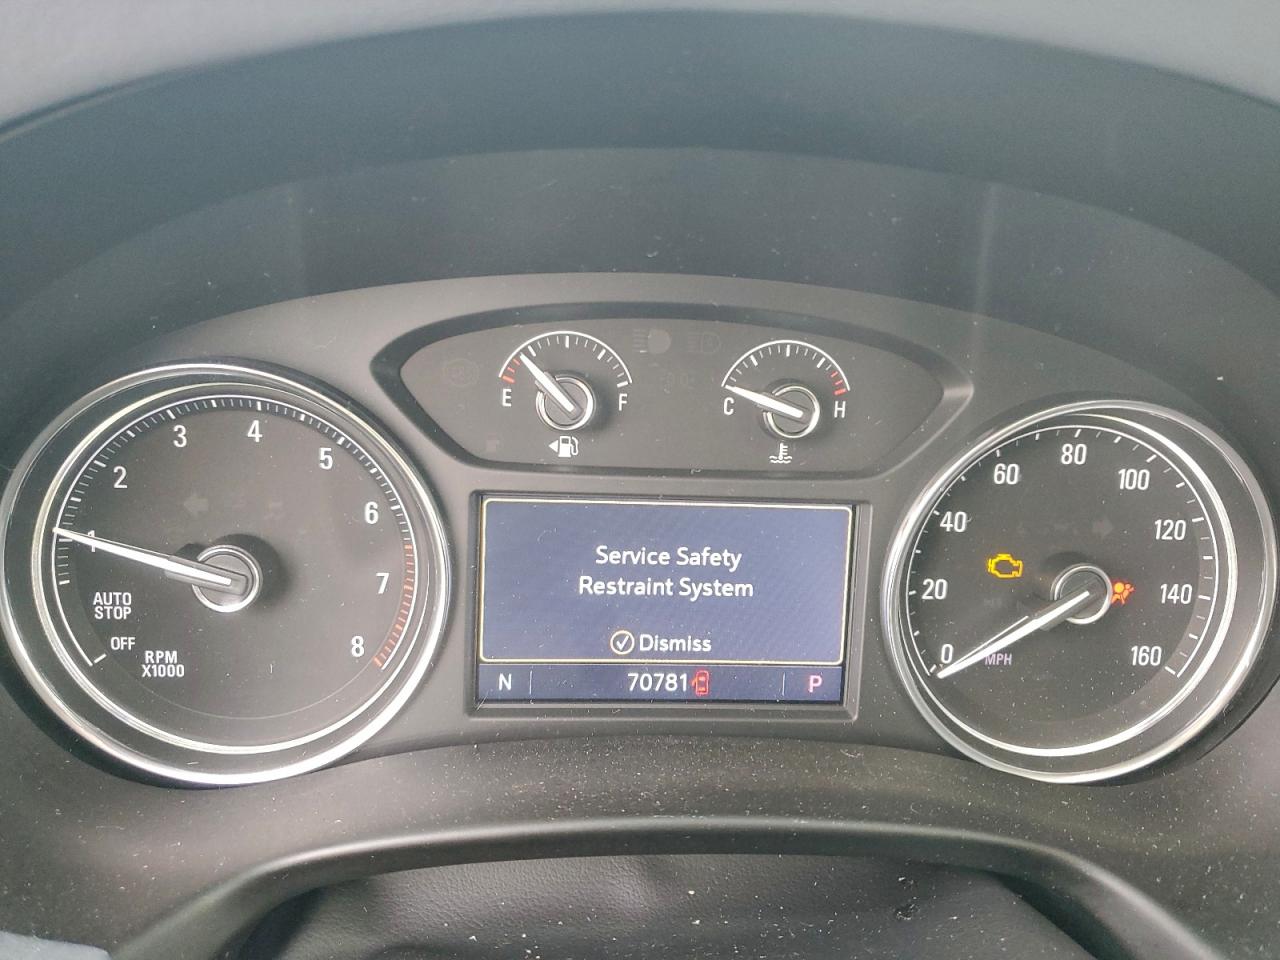 E
F
C
H
1
2
3
4
5
6
7
8
AUTO
STOP
OFF
RPM
X1000
Service Safety
Restraint System
Dismiss
N
70781
P
0
20
40
60
80
100
120
140
160
MPH